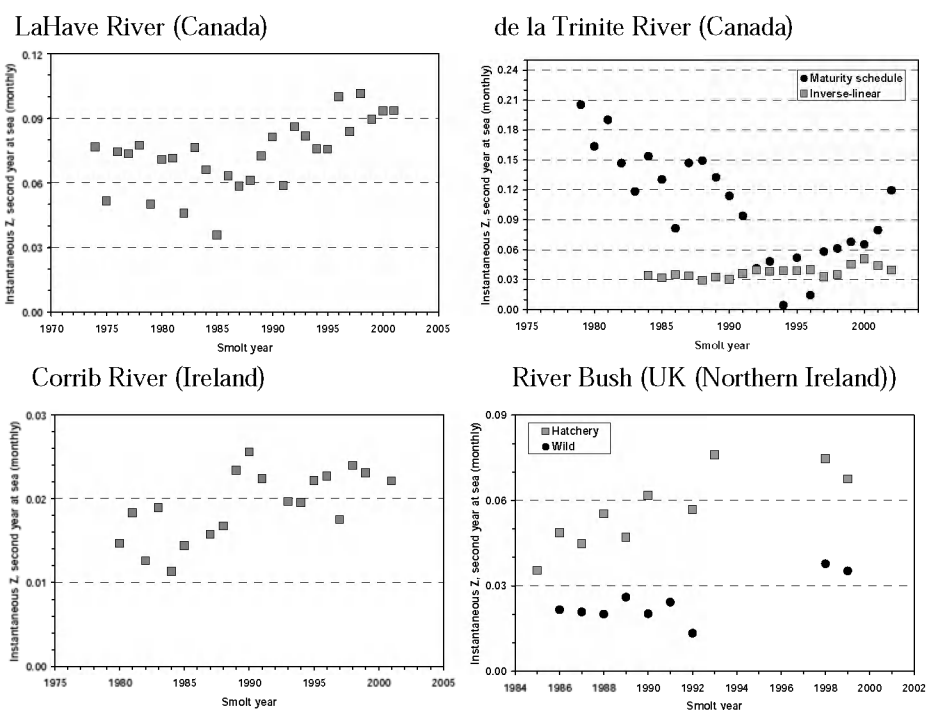 LaHave River (Canada)
0.12
0.09
0.06
0.03
0.00
1970 1975 1980 1985 1990 1995 2000 2005
Instantaneous Z, second year at sea (monthly)
Smolt year
de la Trinite River (Canada)
0.24
0.21
0.18
0.15
0.12
0.09
0.06
0.03
0.00
1975 1980 1985 1990 1995 2000
Instantaneous Z, second year at sea (monthly)
Smolt year
Maturity schedule
Inverse-linear
Corrib River (Ireland)
0.03
0.02
0.01
0.00
1975 1980 1985 1990 1995 2000 2005
Instantaneous Z, second year at sea (monthly)
Smolt year
River Bush (UK (Northern Ireland))
0.09
0.06
0.03
0.00
1984 1986 1988 1990 1992 1994 1996 1998 2000 2002
Instantaneous Z, second year at sea (monthly)
Smolt year
Hatchery
Wild